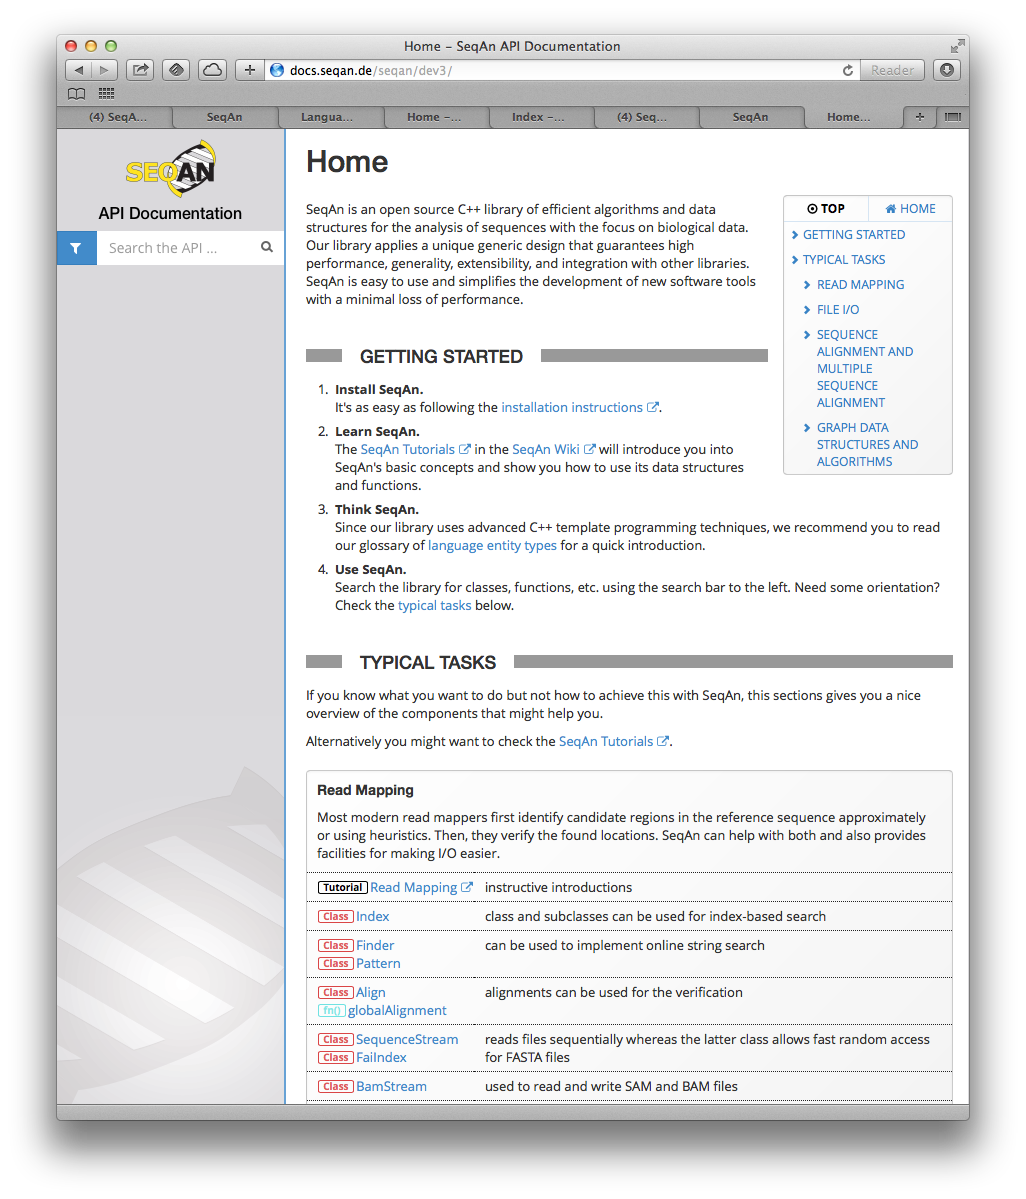 Home – SeqAn API Documentation
docs.seqan.de/seqan/dev3/
Reader
(4) SeqA...
SeqAn
Langua...
Home –...
Index –...
(4) Seq...
SeqAn
Home...
SEQAN
API Documentation
Search the API ...
Home
SeqAn is an open source C++ library of efficient algorithms and data
structures for the analysis of sequences with the focus on biological data.
Our library applies a unique generic design that guarantees high
performance, generality, extensibility, and integration with other libraries.
SeqAn is easy to use and simplifies the development of new software tools
with a minimal loss of performance.
TOP
HOME
GETTING STARTED
TYPICAL TASKS
READ MAPPING
FILE I/O
SEQUENCE
ALIGNMENT AND
MULTIPLE
SEQUENCE
ALIGNMENT
GRAPH DATA
STRUCTURES AND
ALGORITHMS
GETTING STARTED
1. Install SeqAn.
It's as easy as following the installation instructions.
2. Learn SeqAn.
The SeqAn Tutorials in the SeqAn Wiki will introduce you into
SeqAn's basic concepts and show you how to use its data structures
and functions.
3. Think SeqAn.
Since our library uses advanced C++ template programming techniques, we recommend you to read
our glossary of language entity types for a quick introduction.
4. Use SeqAn.
Search the library for classes, functions, etc. using the search bar to the left. Need some orientation?
Check the typical tasks below.
TYPICAL TASKS
If you know what you want to do but not how to achieve this with SeqAn, this sections gives you a nice
overview of the components that might help you.
Alternatively you might want to check the SeqAn Tutorials.
Read Mapping
Most modern read mappers first identify candidate regions in the reference sequence approximately
or using heuristics. Then, they verify the found locations. SeqAn can help with both and also provides
facilities for making I/O easier.
Tutorial Read Mapping instructive introductions
Class Index class and subclasses can be used for index-based search
Class Finder can be used to implement online string search
Class Pattern
Class Align alignments can be used for the verification
fn() globalAlignment
Class SequenceStream reads files sequentially whereas the latter class allows fast random access
Class FaiIndex for FASTA files
Class BamStream used to read and write SAM and BAM files